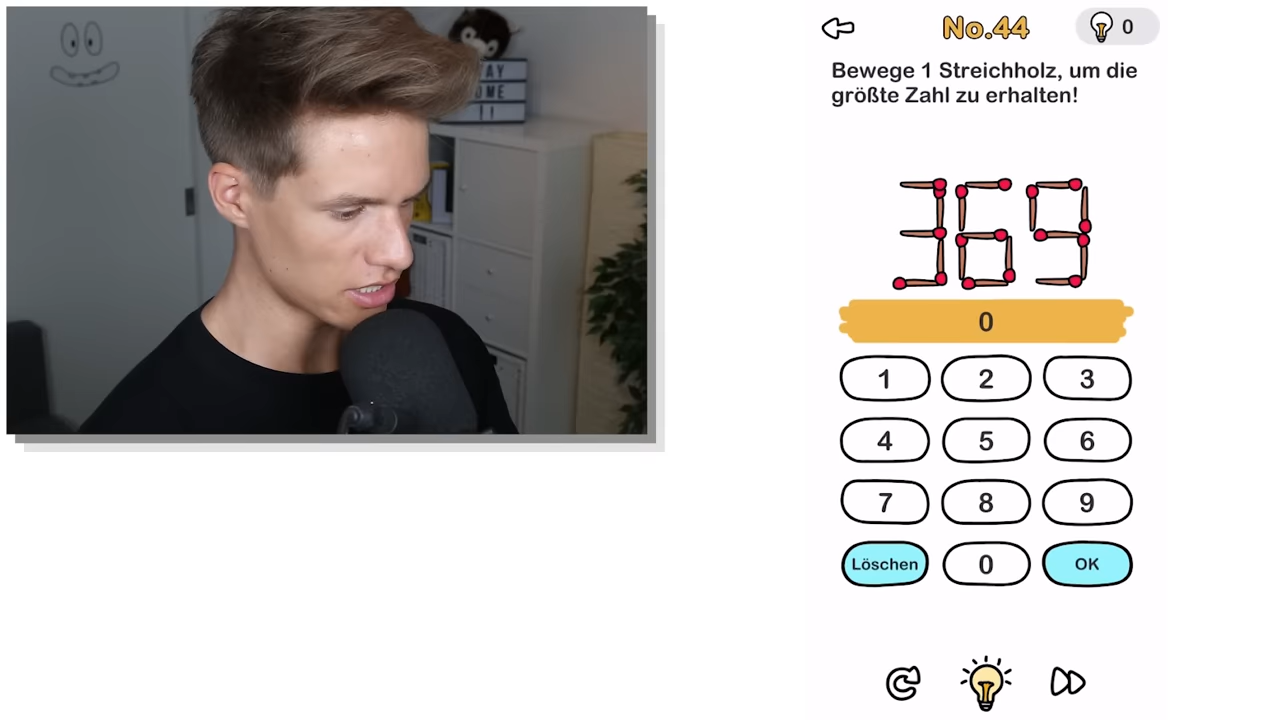 No.44
0
Bewege 1 Streichholz, um die
größte Zahl zu erhalten!
369
0
1 2 3
4 5 6
7 8 9
Löschen 0 OK